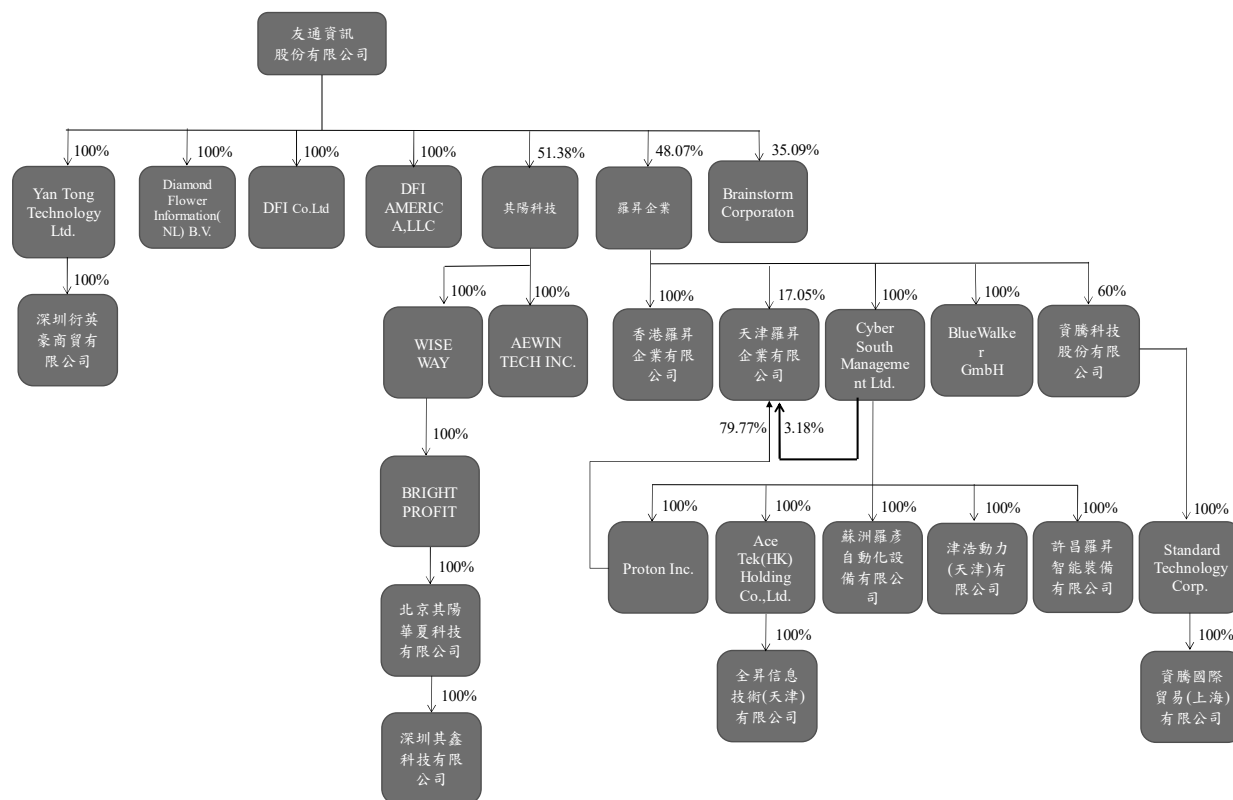 友通資訊
股份有限公司
100%
100%
100%
100%
51.38%
48.07%
35.09%
Yan Tong
Technology
Ltd.
Diamond
Flower
Information(
NL) B.V.
DFI Co.Ltd
DFI
AMERIC
A,LLC
其陽科技
羅昇企業
Brainstorm
Corporaton
100%
100%
100%
100%
17.05%
100%
100%
60%
深圳衍英
豪商貿有
限公司
WISE
WAY
AEWIN
TECH INC.
香港羅昇
企業有限
公司
天津羅昇
企業有限
公司
Cyber
South
Manageme
nt Ltd.
BlueWalke
r
GmbH
資騰科技
股份有限
公司
79.77%
3.18%
100%
BRIGHT
PROFIT
100%
100%
100%
100%
100%
100%
Proton Inc.
Ace
Tek(HK)
Holding
Co.,Ltd.
蘇洲羅彥
自動化設
備有限公
司
津浩動力
(天津)有
限公司
許昌羅昇
智能裝備
有限公司
Standard
Technology
Corp.
100%
北京其陽
華夏科技
有限公司
100%
100%
全昇信息
技術(天津)
有限公司
資騰國際
貿易(上海)
有限公司
100%
深圳其鑫
科技有限
公司